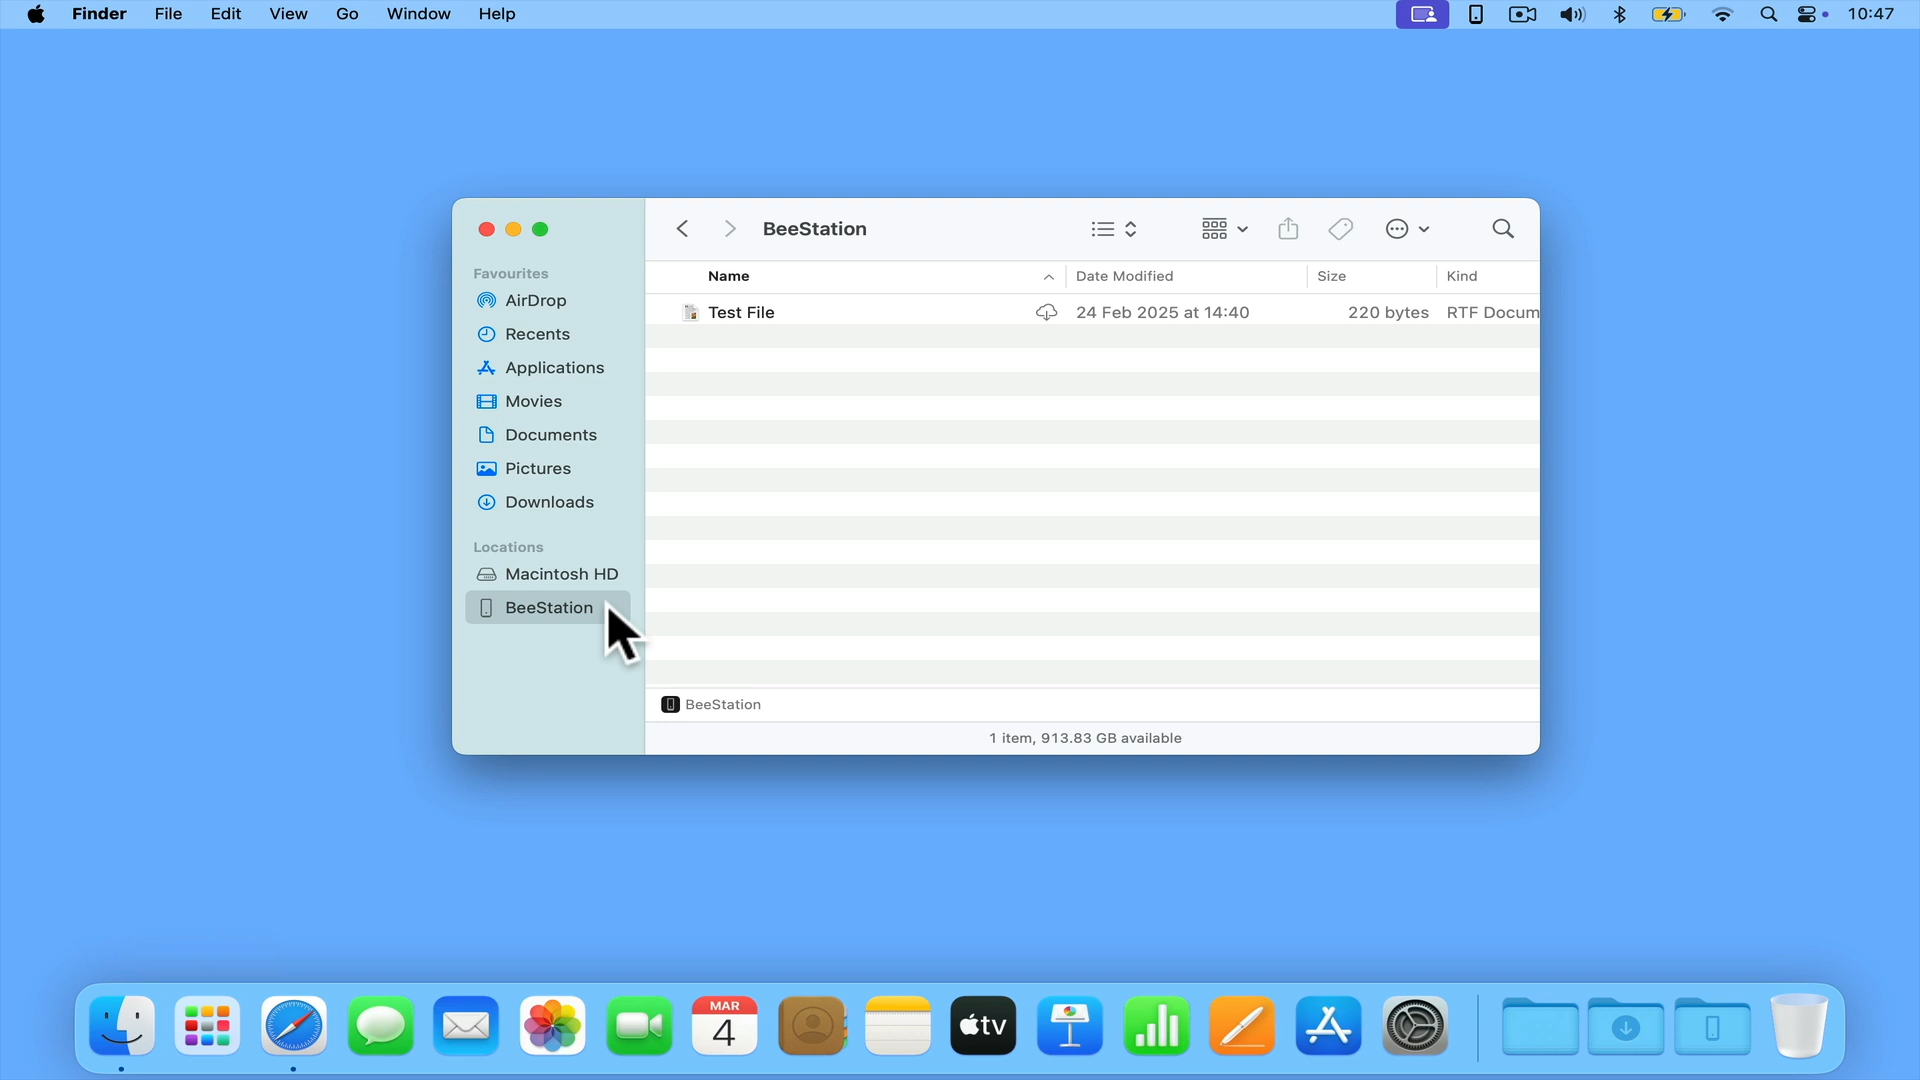 Finder File Edit View Go Window Help 10:47
BeeStation
Favourites
AirDrop
Recents
Applications
Movies
Documents
Pictures
Downloads
Locations
Macintosh HD
BeeStation
Name Date Modified Size Kind
Test File 24 Feb 2025 at 14:40 220 bytes RTF Docum
BeeStation
1 item, 913.83 GB available
MAR
4
tv